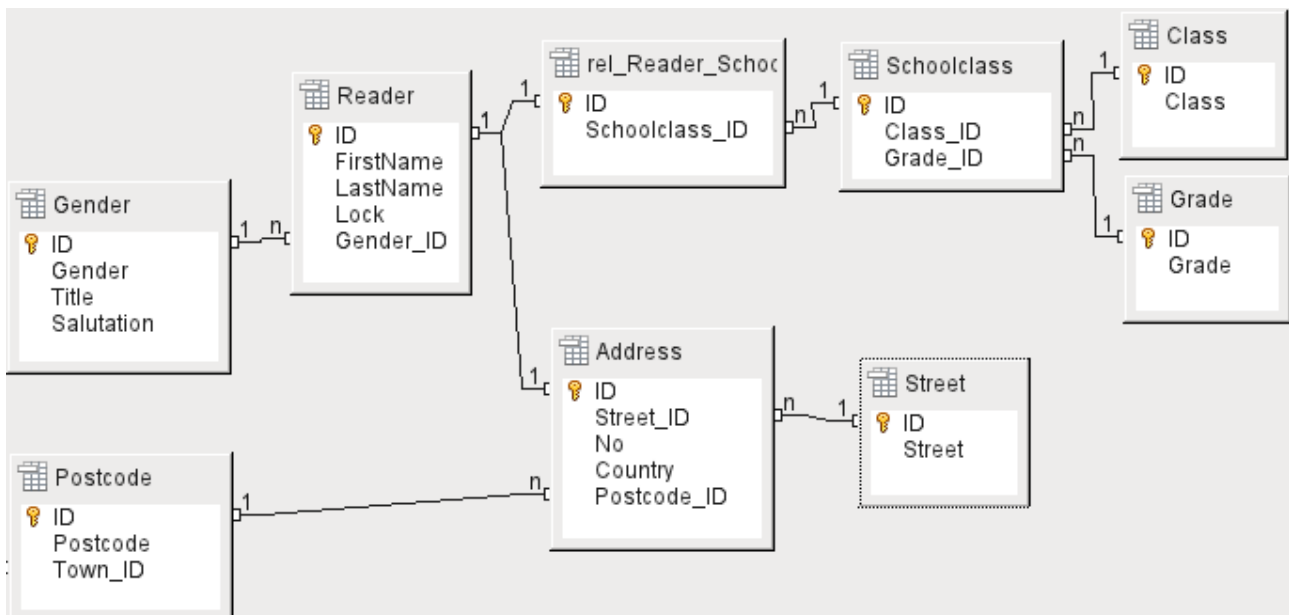 Gender
ID
Gender
Title
Salutation
1
n
Reader
ID
FirstName
LastName
Lock
Gender_ID
1
1
rel_Reader_Schoo
ID
Schoolclass_ID
n
1
Schoolclass
ID
Class_ID
Grade_ID
n
n
1
Class
ID
Class
1
Grade
ID
Grade
1
Address
ID
Street_ID
No
Country
Postcode_ID
n
1
Street
ID
Street
Postcode
ID
Postcode
Town_ID
1
n